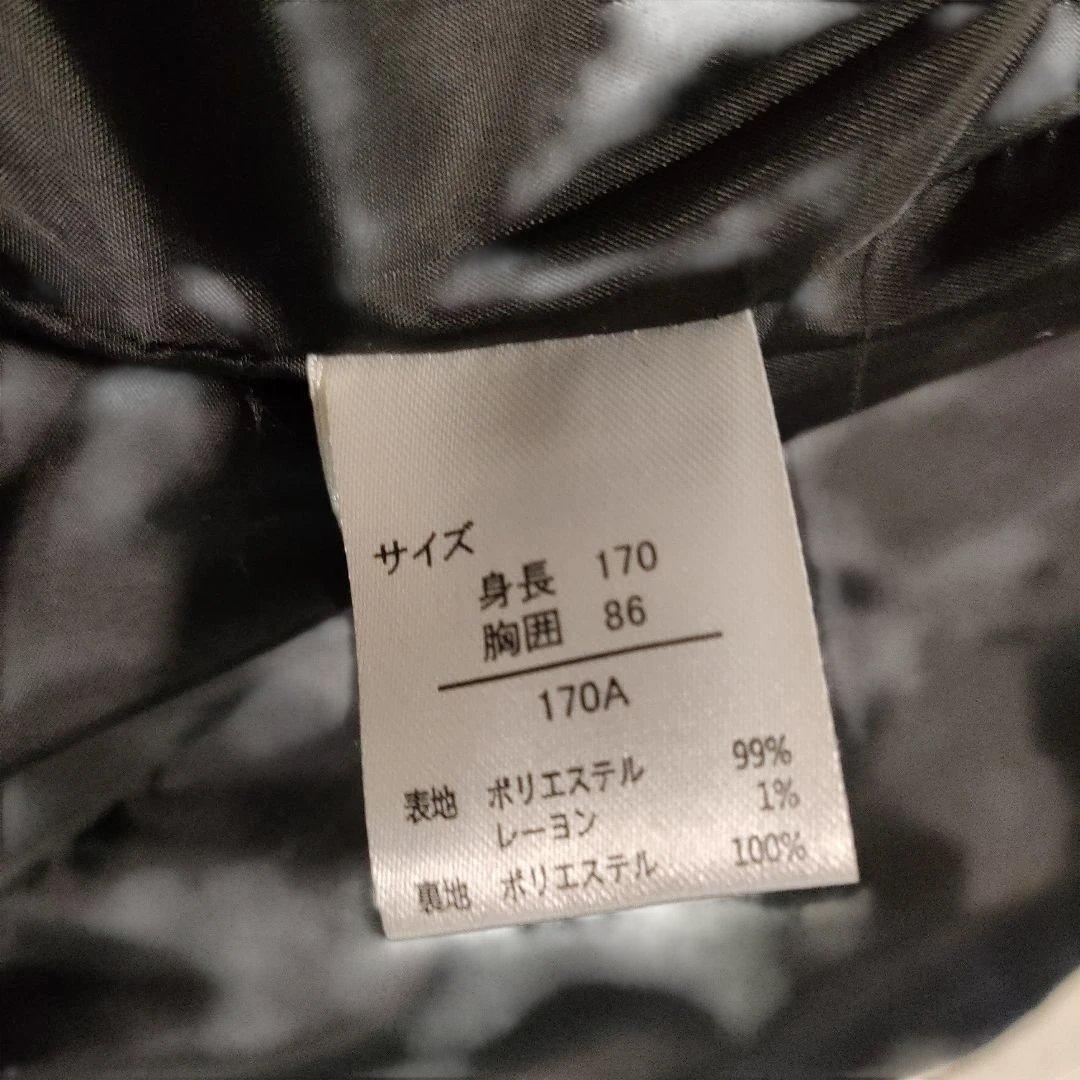 サイズ
身長 170
胸囲 86
170A
表地 ポリエステル 99%
レーヨン 1%
裏地 ポリエステル 100%